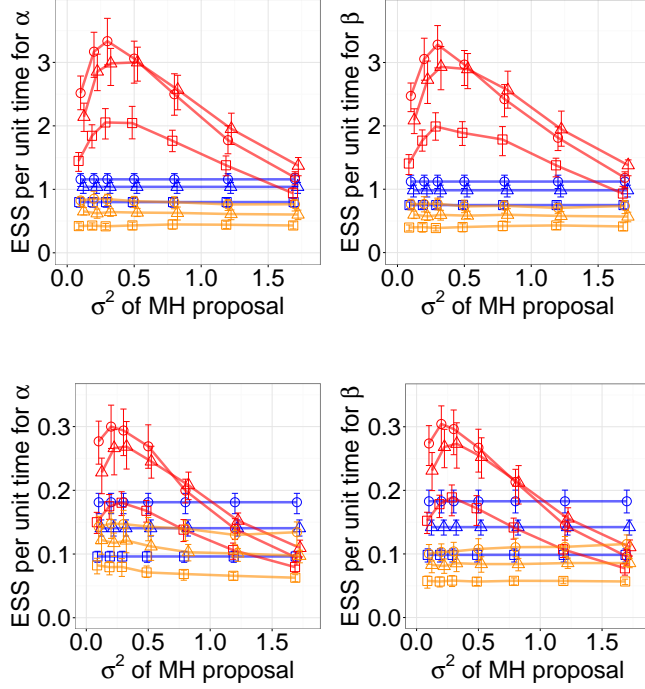 ESS per unit time for α
3
2
1
0
0.0 0.5 1.0 1.5
σ² of MH proposal
ESS per unit time for β
3
2
1
0
0.0 0.5 1.0 1.5
σ² of MH proposal
ESS per unit time for α
0.3
0.2
0.1
0.0
0.0 0.5 1.0 1.5
σ² of MH proposal
ESS per unit time for β
0.3
0.2
0.1
0.0
0.0 0.5 1.0 1.5
σ² of MH proposal